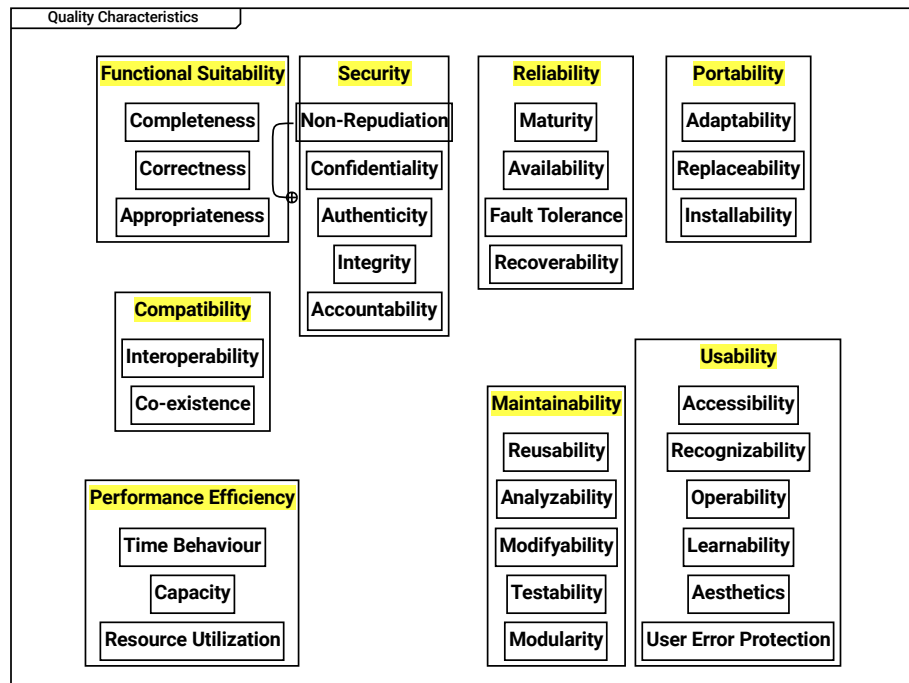 Quality Characteristics
Functional Suitability
Completeness
Correctness
Appropriateness
Security
Non-Repudiation
Confidentiality
Authenticity
Integrity
Accountability
Reliability
Maturity
Availability
Fault Tolerance
Recoverability
Portability
Adaptability
Replaceability
Installability
Compatibility
Interoperability
Co-existence
Performance Efficiency
Time Behaviour
Capacity
Resource Utilization
Maintainability
Reusability
Analyzability
Modifyability
Testability
Modularity
Usability
Accessibility
Recognizability
Operability
Learnability
Aesthetics
User Error Protection